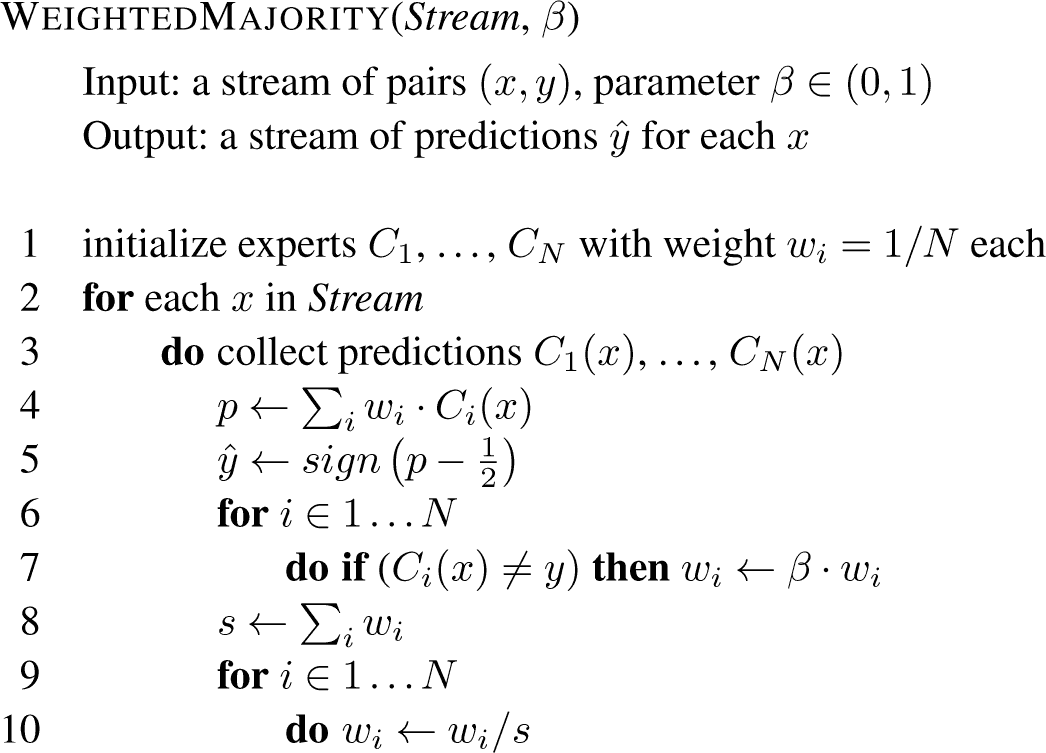 WEIGHTEDMAJORITY(Stream, β)
Input: a stream of pairs (x, y), parameter β ∈ (0, 1)
Output: a stream of predictions ŷ for each x
1 initialize experts C₁, …, C_N with weight wᵢ = 1/N each
2 for each x in Stream
3 do collect predictions C₁(x), …, C_N(x)
4 p ← ∑ᵢ wᵢ · Cᵢ(x)
5 ŷ ← sign (p − 1/2)
6 for i ∈ 1 … N
7 do if (Cᵢ(x) ≠ y) then wᵢ ← β · wᵢ
8 s ← ∑ᵢ wᵢ
9 for i ∈ 1 … N
10 do wᵢ ← wᵢ/s